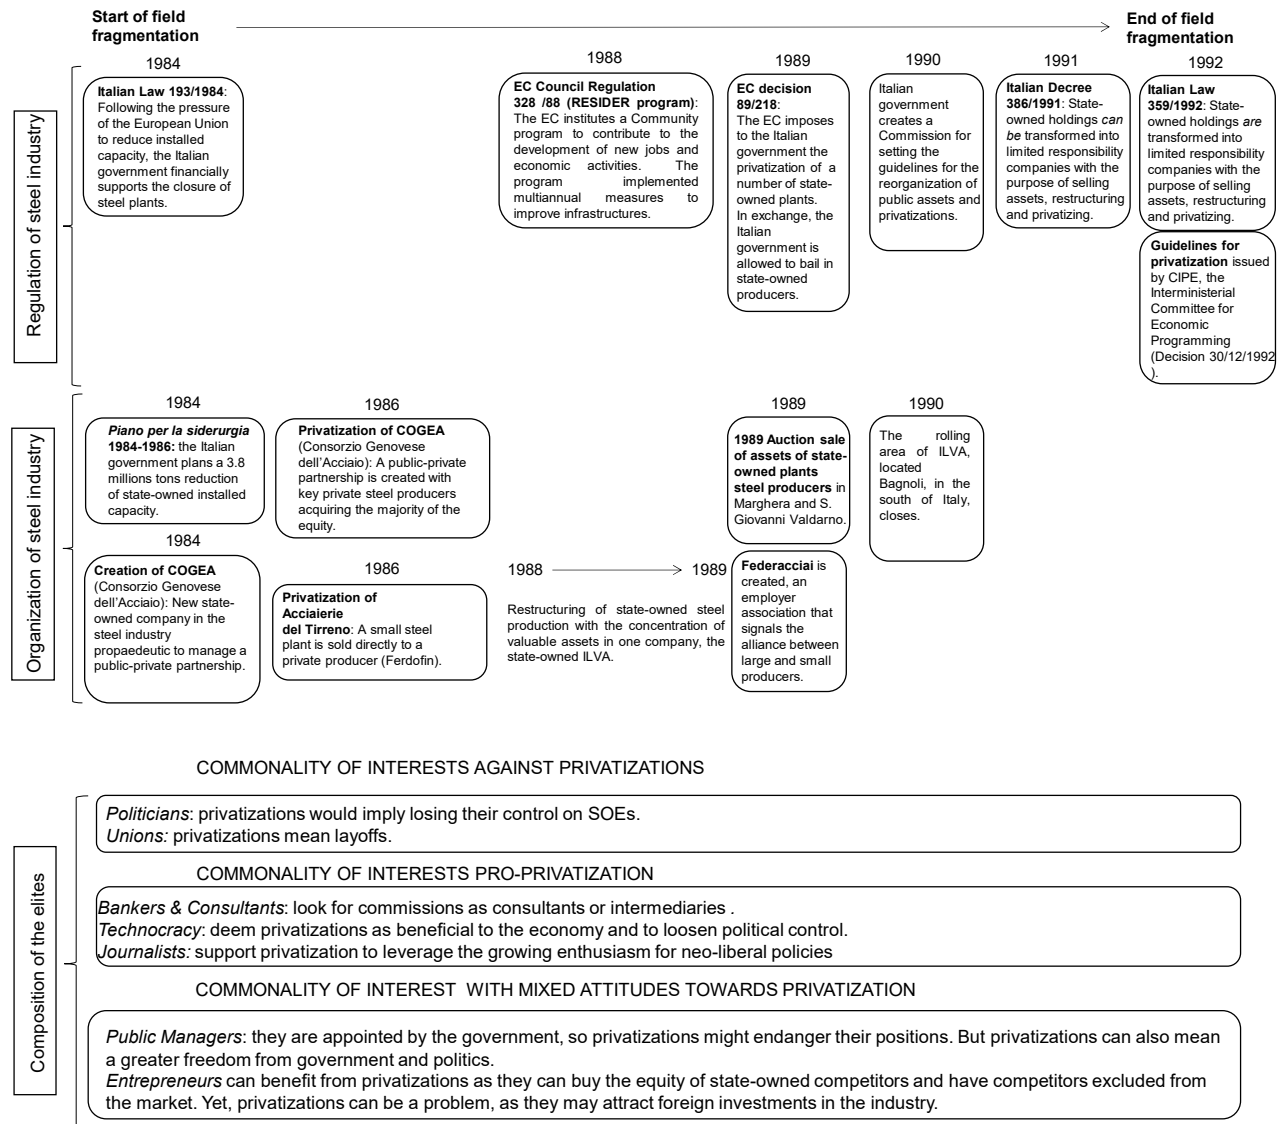 Start of field
fragmentation
End of field
fragmentation
Regulation of steel industry
1984
Italian Law 193/1984:
Following the pressure
of the European Union
to reduce installed
capacity, the Italian
government financially
supports the closure of
steel plants.
1988
EC Council Regulation
328 /88 (RESIDER program):
The EC institutes a Community
program to contribute to the
development of new jobs and
economic activities. The
program implemented
multiannual measures to
improve infrastructures.
1989
EC decision
89/218:
The EC imposes
to the Italian
government the
privatization of a
number of state-
owned plants.
In exchange, the
Italian
government is
allowed to bail in
state-owned
producers.
1990
Italian
government
creates a
Commission for
setting the
guidelines for the
reorganization of
public assets and
privatizations.
1991
Italian Decree
386/1991: State-
owned holdings can
be transformed into
limited responsibility
companies with the
purpose of selling
assets, restructuring
and privatizing.
1992
Italian Law
359/1992: State-
owned holdings are
transformed into
limited responsibility
companies with the
purpose of selling
assets, restructuring
and privatizing.
Guidelines for
privatization issued
by CIPE, the
Interministerial
Committee for
Economic
Programming
(Decision 30/12/1992
).
Organization of steel industry
1984
Piano per la siderurgia
1984-1986: the Italian
government plans a 3.8
millions tons reduction
of state-owned installed
capacity.
1984
Creation of COGEA
(Consorzio Genovese
dell'Acciaio): New state-
owned company in the
steel industry
propaedeutic to manage a
public-private partnership.
1986
Privatization of COGEA
(Consorzio Genovese
dell'Acciaio): A public-private
partnership is created with
key private steel producers
acquiring the majority of the
equity.
1986
Privatization of
Acciaierie
del Tirreno: A small steel
plant is sold directly to a
private producer (Ferdofin).
1988
1989
Restructuring of state-owned steel
production with the concentration of
valuable assets in one company, the
state-owned ILVA.
1989
1989 Auction sale
of assets of state-
owned plants
steel producers in
Marghera and S.
Giovanni Valdarno.
Federacciai is
created, an
employer
association that
signals the
alliance between
large and small
producers.
1990
The rolling
area of ILVA,
located
Bagnoli, in the
south of Italy,
closes.
Composition of the elites
COMMONALITY OF INTERESTS AGAINST PRIVATIZATIONS
Politicians: privatizations would imply losing their control on SOEs.
Unions: privatizations mean layoffs.
COMMONALITY OF INTERESTS PRO-PRIVATIZATION
Bankers & Consultants: look for commissions as consultants or intermediaries .
Technocracy: deem privatizations as beneficial to the economy and to loosen political control.
Journalists: support privatization to leverage the growing enthusiasm for neo-liberal policies
COMMONALITY OF INTEREST WITH MIXED ATTITUDES TOWARDS PRIVATIZATION
Public Managers: they are appointed by the government, so privatizations might endanger their positions. But privatizations can also mean
a greater freedom from government and politics.
Entrepreneurs can benefit from privatizations as they can buy the equity of state-owned competitors and have competitors excluded from
the market. Yet, privatizations can be a problem, as they may attract foreign investments in the industry.